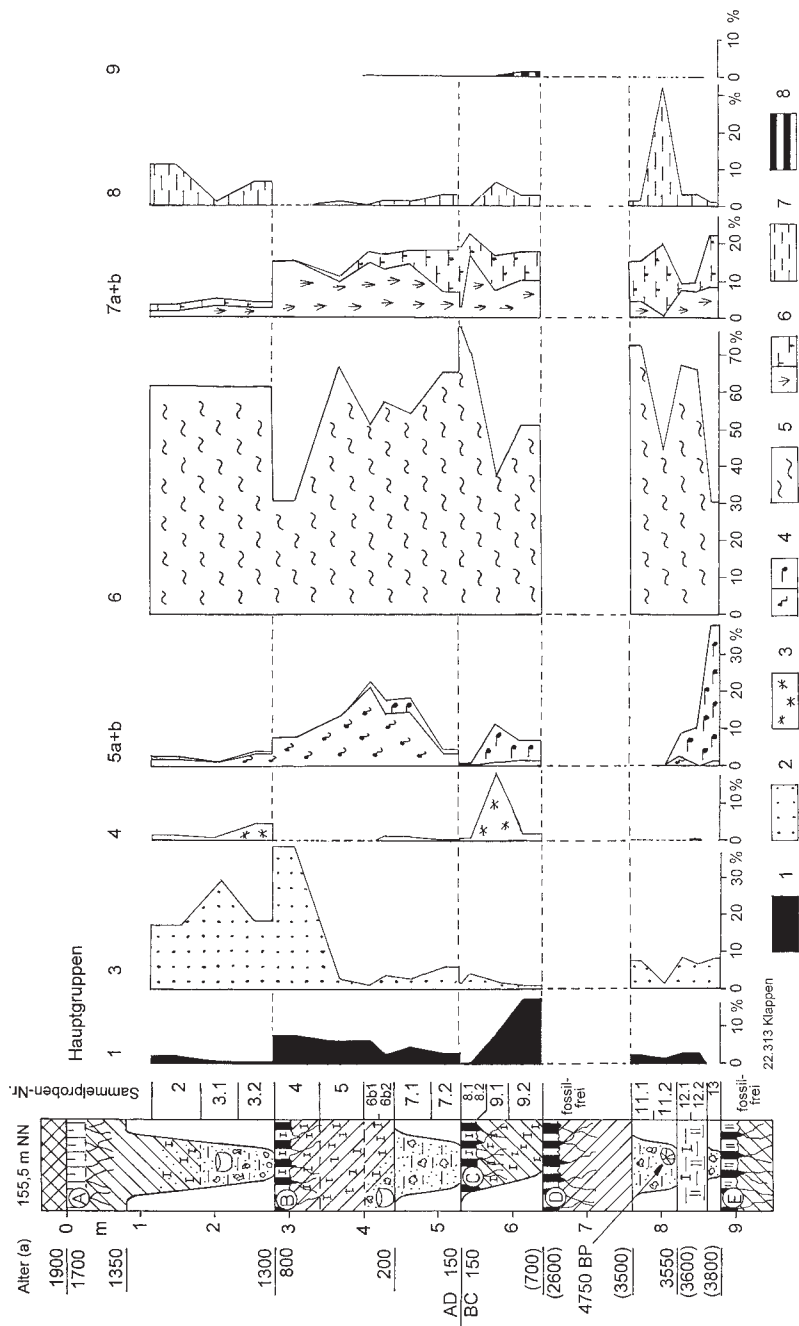 155,5 m NN
Sammelproben-Nr.
Hauptgruppen
1
3
4
5a+b
6
7a+b
8
9
Alter (a)
1900
1700
1350
1300
800
200
150
AD
BC
150
(700)
(2600)
4750 BP
(3500)
3550
(3600)
(3800)
0
m
1
2
3
4
5
6
7
8
9
A
B
C
D
E
2
3.1
3.2
4
5
6b1
6b2
7.1
7.2
8.1
8.2
9.1
9.2
fossil-
frei
11.1
11.2
12.1
12.2
13
fossil-
frei
0 10%
0 10 20 30 %
0 10%
0 10 20 30 %
0 10 20 30 40 50 60 70%
0 10 20 %
0 10 20 %
0 10 %
22.313 Klappen
1
2
3
4
5
6
7
8